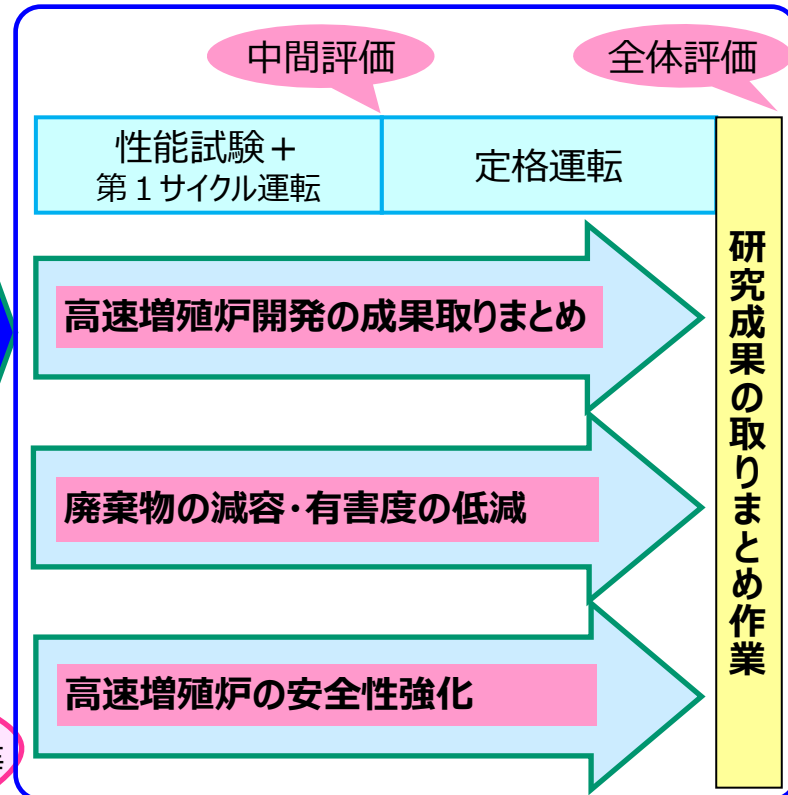 中間評価
全体評価
性能試験＋
第１サイクル運転
定格運転
高速増殖炉開発の成果取りまとめ
廃棄物の減容・有害度の低減
高速増殖炉の安全性強化
研究成果の取りまとめ作業